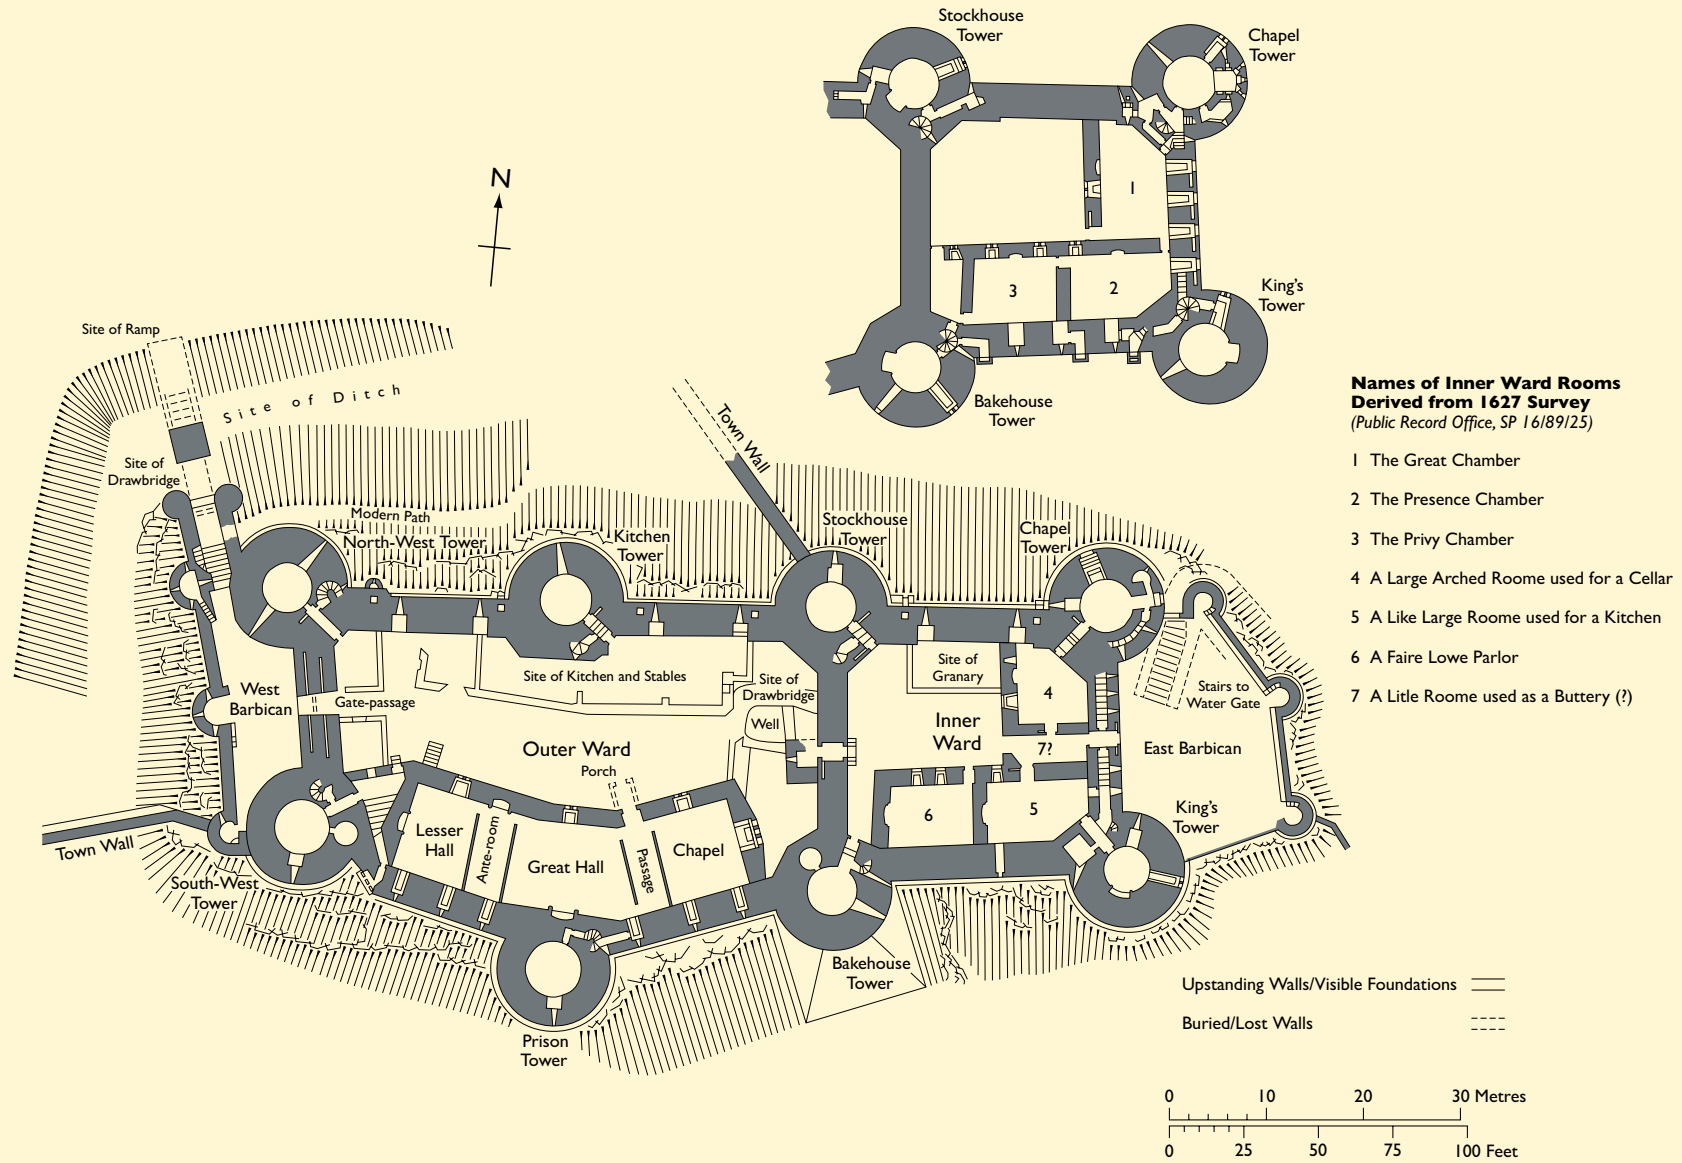 Stockhouse
Tower
Chapel
Tower
N
1
3
2
King's
Tower
Bakehouse
Tower
Site of Ramp
Site of Ditch
Town Wall
Site of
Drawbridge
Modern Path
North-West Tower
Kitchen
Tower
Stockhouse
Tower
Chapel
Tower
Names of Inner Ward Rooms
Derived from 1627 Survey
(Public Record Office, SP 16/89/25)
1 The Great Chamber
2 The Presence Chamber
3 The Privy Chamber
4 A Large Arched Roome used for a Cellar
5 A Like Large Roome used for a Kitchen
6 A Faire Lowe Parlor
7 A Litle Roome used as a Buttery (?)
West
Barbican
Gate-passage
Site of Kitchen and Stables
Site of
Drawbridge
Well
Site of
Granary
4
Stairs to
Water Gate
Inner
Ward
7?
East Barbican
Outer Ward
Porch
6
5
King's
Tower
Town Wall
Lesser
Hall
Ante-room
Great Hall
Passage
Chapel
South-West
Tower
Bakehouse
Tower
Prison
Tower
Upstanding Walls/Visible Foundations
Buried/Lost Walls
0 10 20 30 Metres
0 25 50 75 100 Feet